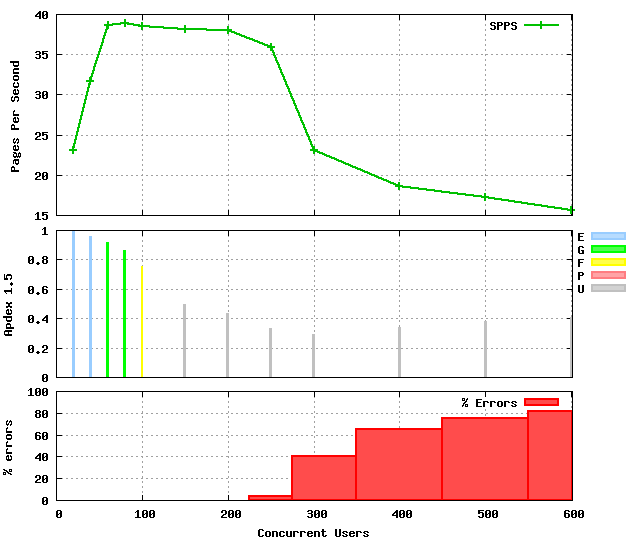 40
SPPS
35
30
25
20
15
Pages Per Second
1
0.8
0.6
0.4
0.2
0
Apdex 1.5
E
G
F
P
U
100
80
60
40
20
0
% errors
% Errors
0 100 200 300 400 500 600
Concurrent Users